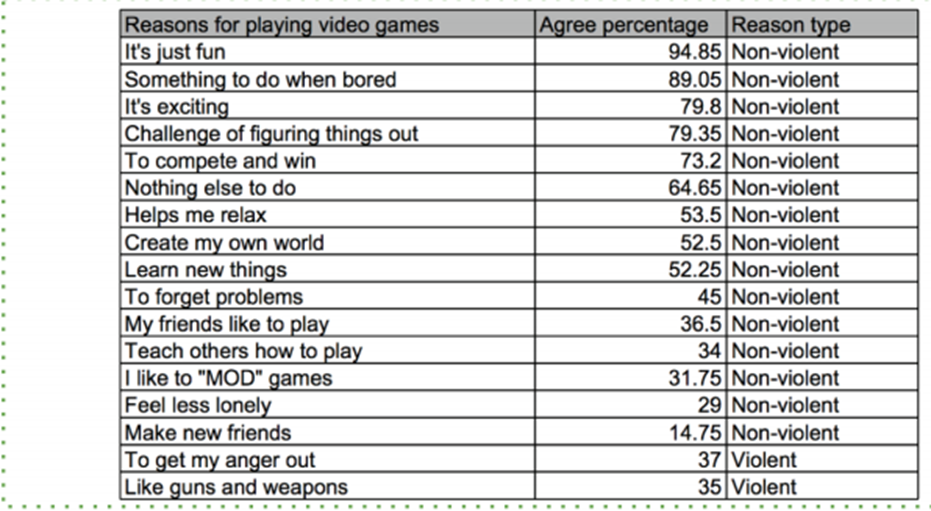 Reasons for playing video games Agree percentage Reason type
It's just fun 94.85 Non-violent
Something to do when bored 89.05 Non-violent
It's exciting 79.8 Non-violent
Challenge of figuring things out 79.35 Non-violent
To compete and win 73.2 Non-violent
Nothing else to do 64.65 Non-violent
Helps me relax 53.5 Non-violent
Create my own world 52.5 Non-violent
Learn new things 52.25 Non-violent
To forget problems 45 Non-violent
My friends like to play 36.5 Non-violent
Teach others how to play 34 Non-violent
I like to "MOD" games 31.75 Non-violent
Feel less lonely 29 Non-violent
Make new friends 14.75 Non-violent
To get my anger out 37 Violent
Like guns and weapons 35 Violent